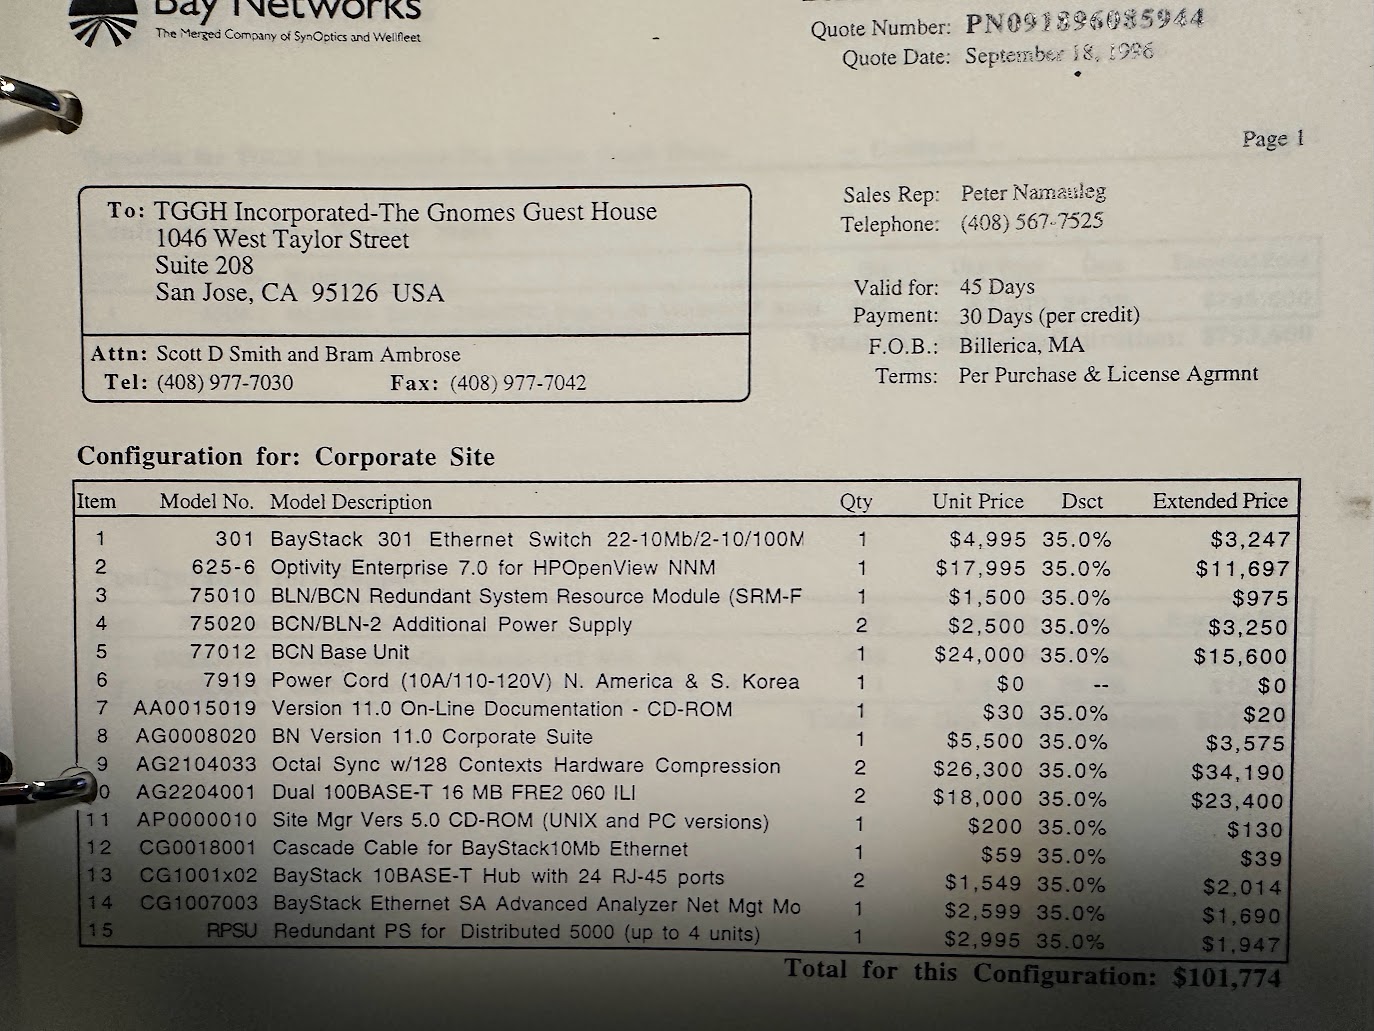 Bay Networks
The Merged Company of SynOptics and Wellfleet
Quote Number: PN091896085944
Quote Date: September 18, 1996
Page 1
To: TGGH Incorporated-The Gnomes Guest House
1046 West Taylor Street
Suite 208
San Jose, CA 95126 USA
Attn: Scott D Smith and Bram Ambrose
Tel: (408) 977-7030 Fax: (408) 977-7042
Sales Rep: Peter Namauleg
Telephone: (408) 567-7525
Valid for: 45 Days
Payment: 30 Days (per credit)
F.O.B.: Billerica, MA
Terms: Per Purchase & License Agrmnt
Configuration for: Corporate Site
Item Model No. Model Description Qty Unit Price Dsct Extended Price
1 301 BayStack 301 Ethernet Switch 22-10Mb/2-10/100M 1 $4,995 35.0% $3,247
2 625-6 Optivity Enterprise 7.0 for HPOpenView NNM 1 $17,995 35.0% $11,697
3 75010 BLN/BCN Redundant System Resource Module (SRM-F 1 $1,500 35.0% $975
4 75020 BCN/BLN-2 Additional Power Supply 2 $2,500 35.0% $3,250
5 77012 BCN Base Unit 1 $24,000 35.0% $15,600
6 7919 Power Cord (10A/110-120V) N. America & S. Korea 1 $0 -- $0
7 AA0015019 Version 11.0 On-Line Documentation - CD-ROM 1 $30 35.0% $20
8 AG0008020 BN Version 11.0 Corporate Suite 1 $5,500 35.0% $3,575
9 AG2104033 Octal Sync w/128 Contexts Hardware Compression 2 $26,300 35.0% $34,190
0 AG2204001 Dual 100BASE-T 16 MB FRE2 060 ILI 2 $18,000 35.0% $23,400
11 AP0000010 Site Mgr Vers 5.0 CD-ROM (UNIX and PC versions) 1 $200 35.0% $130
12 CG0018001 Cascade Cable for BayStack10Mb Ethernet 1 $59 35.0% $39
13 CG1001x02 BayStack 10BASE-T Hub with 24 RJ-45 ports 2 $1,549 35.0% $2,014
14 CG1007003 BayStack Ethernet SA Advanced Analyzer Net Mgt Mo 1 $2,599 35.0% $1,690
15 RPSU Redundant PS for Distributed 5000 (up to 4 units) 1 $2,995 35.0% $1,947
Total for this Configuration: $101,774